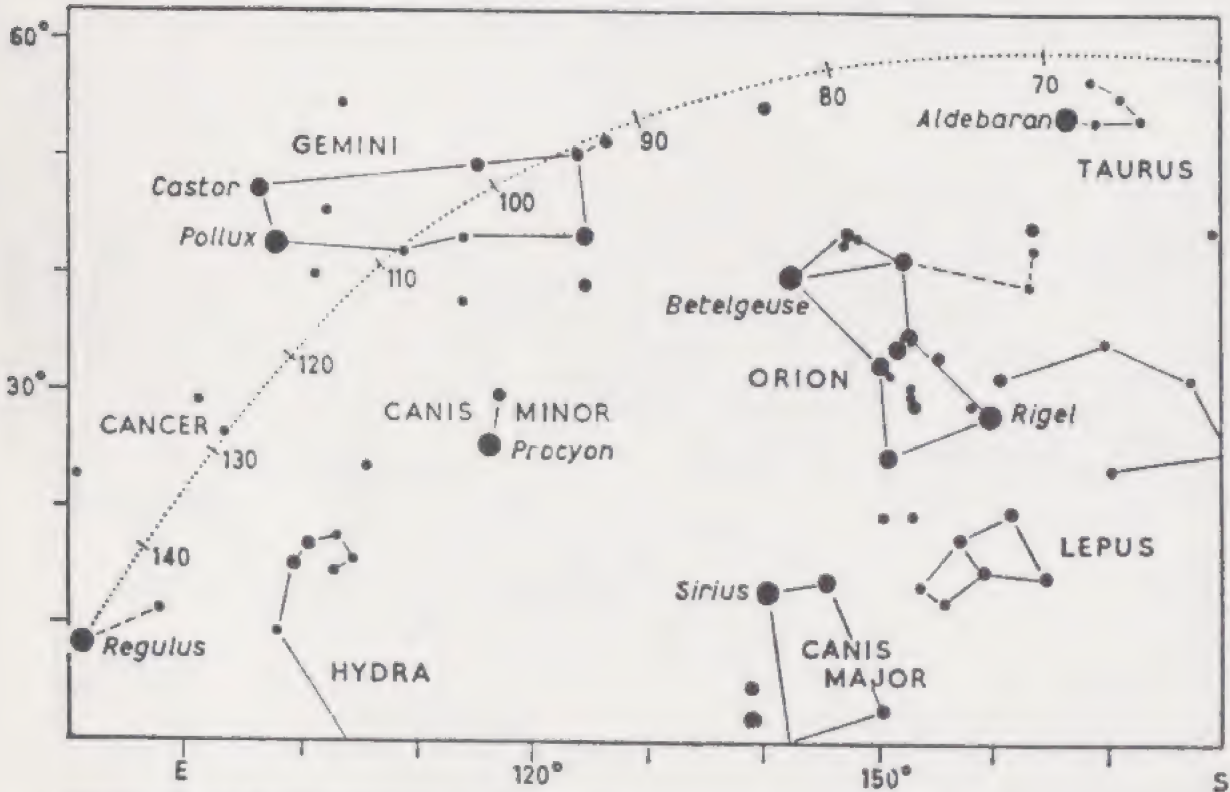 60°
70
80
90
Aldebaran
TAURUS
GEMINI
Castor
100
Pollux
110
Betelgeuse
120
30°
ORION
CANIS MINOR
CANCER
Rigel
Procyon
130
140
LEPUS
Sirius
Regulus
CANIS
MAJOR
HYDRA
E
120°
150°
S